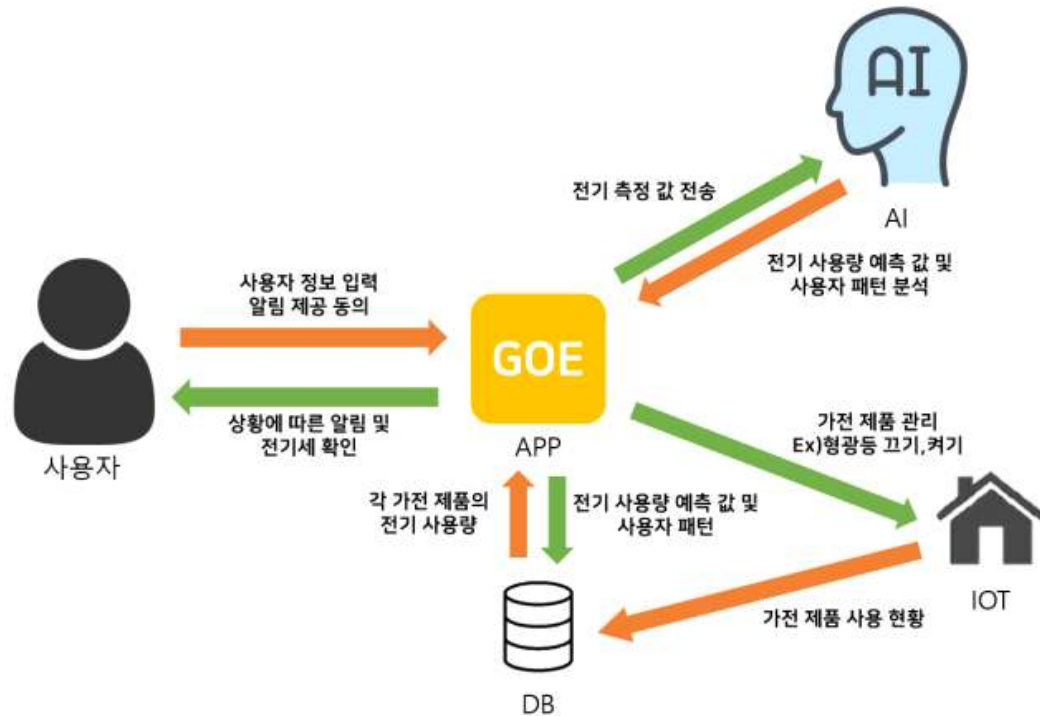 AI
전기 측정 값 전송
AI
전기 사용량 예측 값 및
사용자 패턴 분석
사용자 정보 입력
알림 제공 동의
GOE
상황에 따른 알림 및
전기세 확인
사용자
APP
가전 제품 관리
Ex)형광등 끄기,켜기
각 가전 제품의
전기 사용량
전기 사용량 예측 값 및
사용자 패턴
IOT
가전 제품 사용 현황
DB